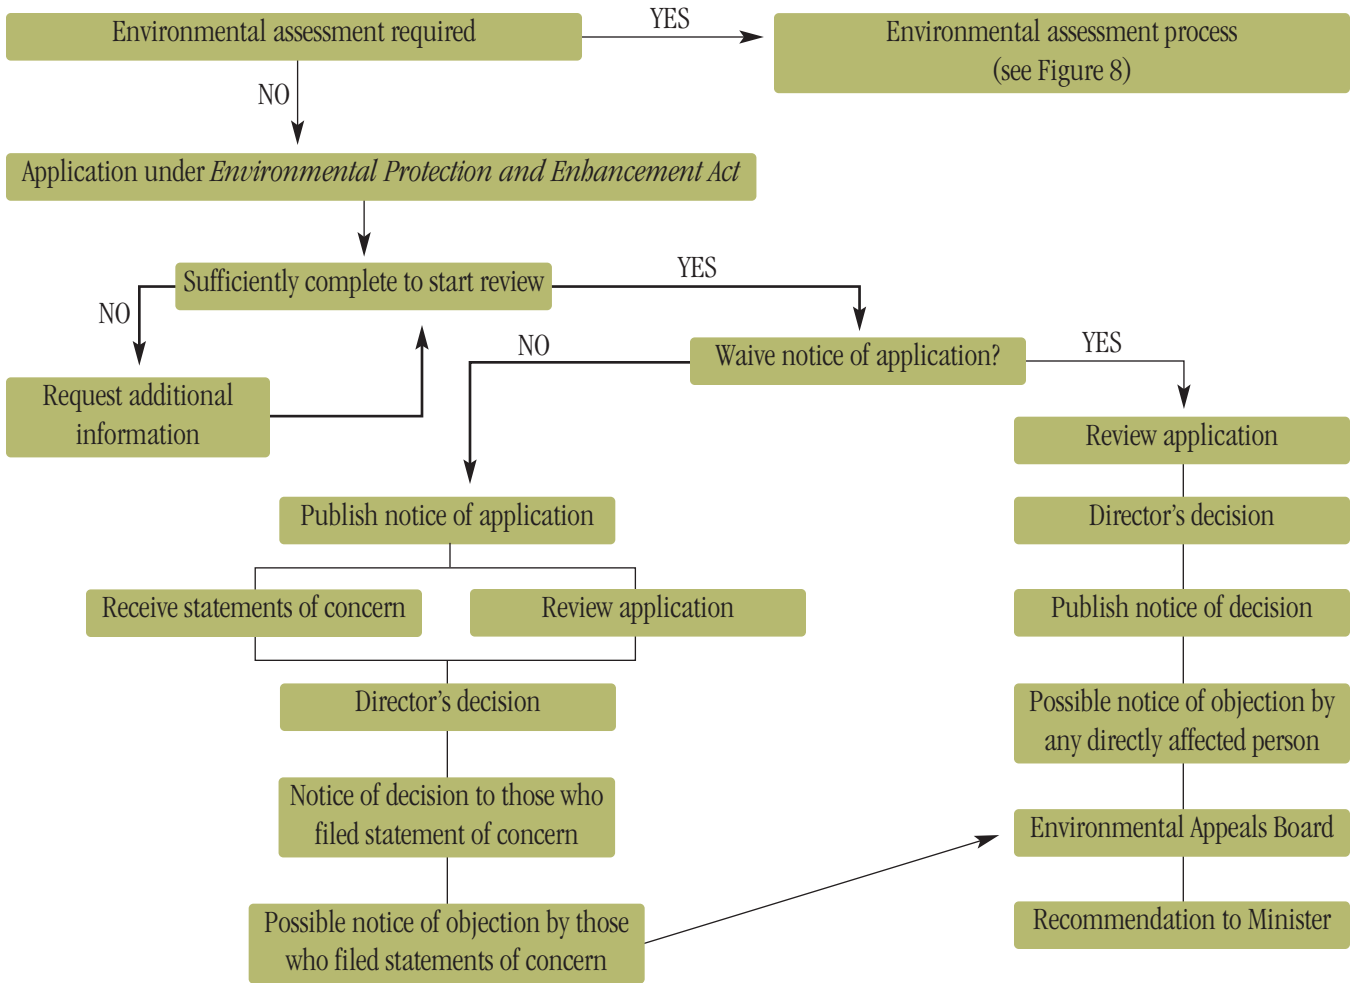 Environmental assessment required
YES
Environmental assessment process
(see Figure 8)
NO
Application under Environmental Protection and Enhancement Act
Sufficiently complete to start review
YES
NO
Waive notice of application?
NO
YES
Request additional
information
Review application
Publish notice of application
Director’s decision
Receive statements of concern
Review application
Publish notice of decision
Director’s decision
Possible notice of objection by
any directly affected person
Notice of decision to those who
filed statement of concern
Environmental Appeals Board
Possible notice of objection by those
who filed statements of concern
Recommendation to Minister